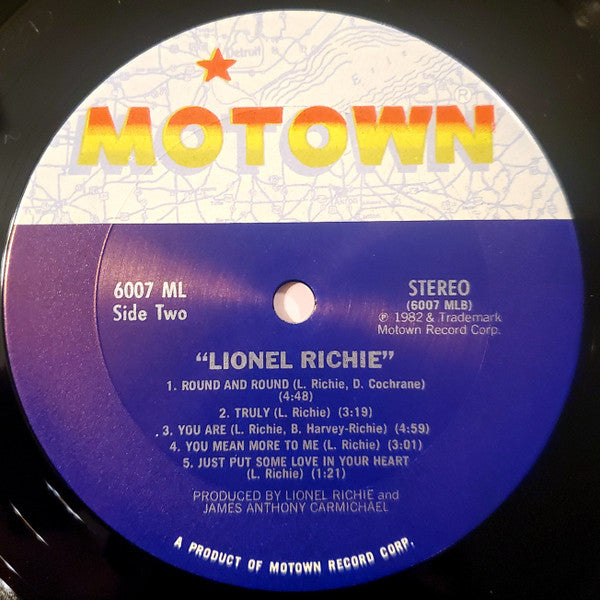 Detroit
MOTOWN®
6007 ML
Side Two
STEREO
(6007 MLB)
℗ 1982 & Trademark
Motown Record Corp.
"LIONEL RICHIE"
1. ROUND AND ROUND (L. Richie, D. Cochrane)
(4:48)
2. TRULY (L. Richie) (3:19)
3. YOU ARE (L. Richie, B. Harvey-Richie) (4:59)
4. YOU MEAN MORE TO ME (L. Richie) (3:01)
5. JUST PUT SOME LOVE IN YOUR HEART
(L. Richie) (1:21)
PRODUCED BY LIONEL RICHIE and
JAMES ANTHONY CARMICHAEL
A PRODUCT OF MOTOWN RECORD CORP.